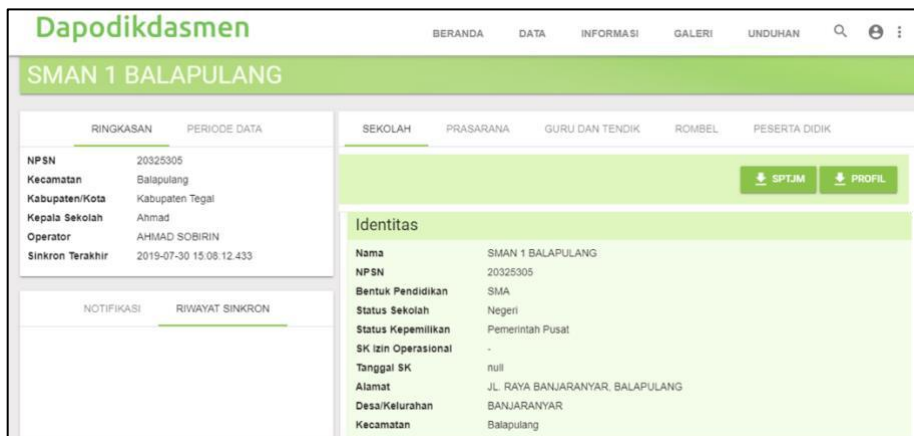 Dapodikdasmen
BERANDA DATA INFORMASI GALERI UNDUHAN
SMAN 1 BALAPULANG
RINGKASAN PERIODE DATA
NPSN 20325305
Kecamatan Balapulang
Kabupaten/Kota Kabupaten Tegal
Kepala Sekolah Ahmad
Operator AHMAD SOBIRIN
Sinkron Terakhir 2019-07-30 15:08:12.433
NOTIFIKASI RIWAYAT SINKRON
SEKOLAH PRASARANA GURU DAN TENDIK ROMBEL PESERTA DIDIK
SPTJM PROFIL
Identitas
Nama SMAN 1 BALAPULANG
NPSN 20325305
Bentuk Pendidikan SMA
Status Sekolah Negeri
Status Kepemilikan Pemerintah Pusat
SK Izin Operasional -
Tanggal SK null
Alamat JL. RAYA BANJARANYAR, BALAPULANG
Desa/Kelurahan BANJARANYAR
Kecamatan Balapulang